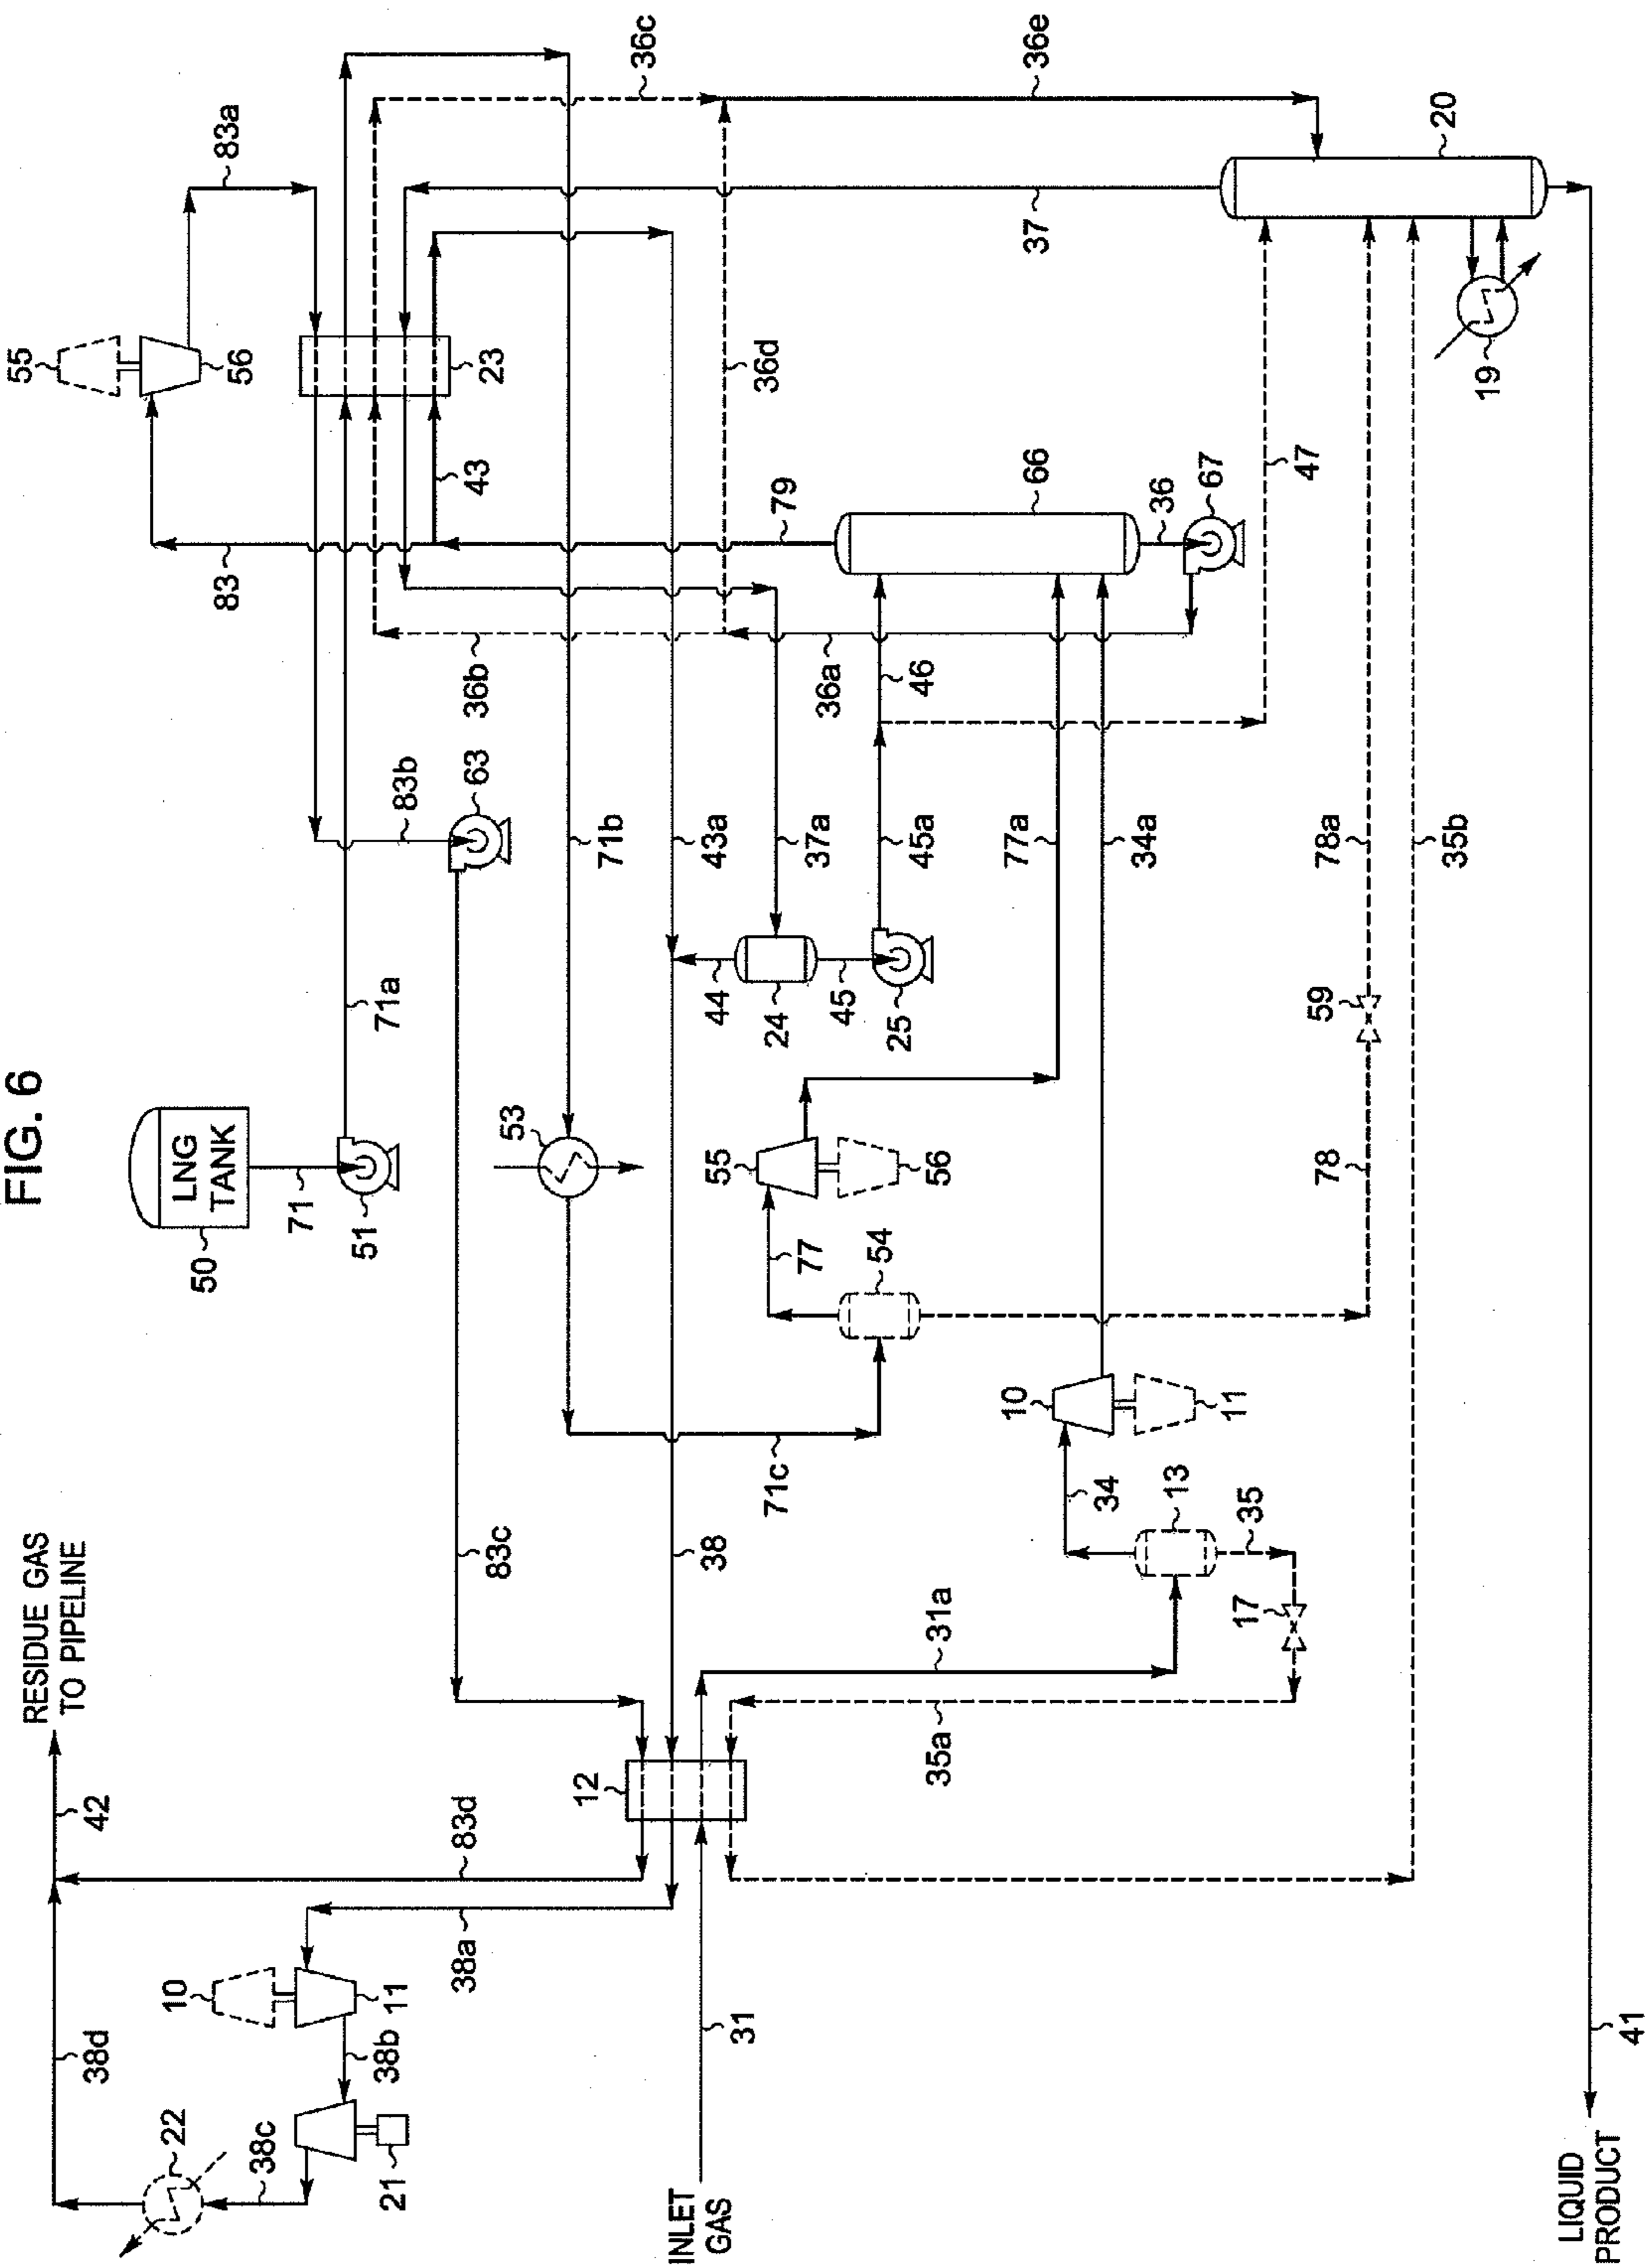 FIG. 6
55
56
83a
83
23
43
36c
36e
36d
37
20
19
79
66
36
67
47
46
36a
36b
83b
63
71b
43a
37a
45a
77a
34a
78a
35b
LNG
TANK
50
71
51
71a
44
24
45
25
59
53
55
56
77
54
78
71c
10
11
34
13
35
17
RESIDUE GAS
TO PIPELINE
42
83c
38
31a
35a
12
83d
38a
10
11
38b
38d
22
38c
21
31
INLET
GAS
41
LIQUID
PRODUCT